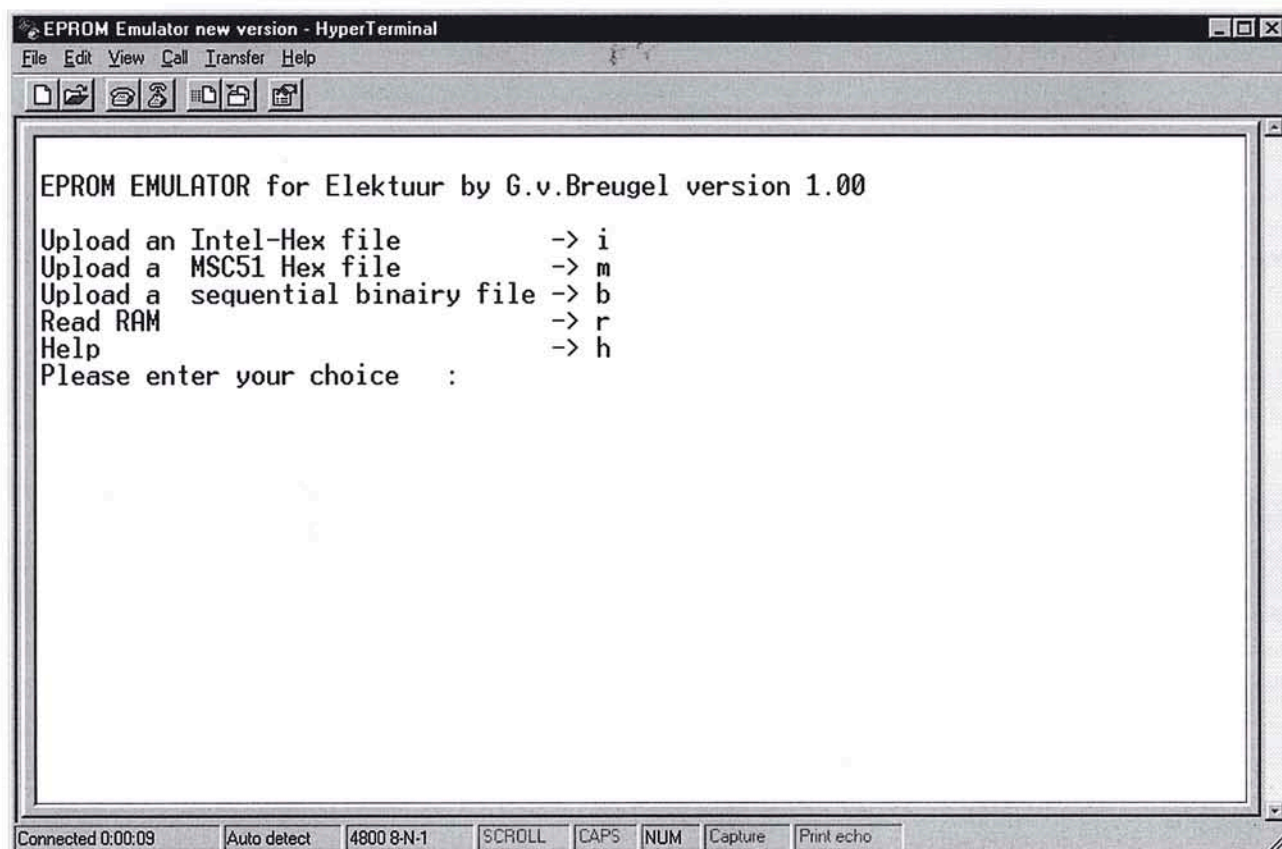 EPROM Emulator new version - HyperTerminal
File Edit View Call Transfer Help
EPROM EMULATOR for Elektuur by G.v.Breugel version 1.00
Upload an Intel-Hex file -> i
Upload a MSC51 Hex file -> m
Upload a sequential binairy file -> b
Read RAM -> r
Help -> h
Please enter your choice :
Connected 0:00:09 Auto detect 4800 8-N-1 SCROLL CAPS NUM Capture Print echo